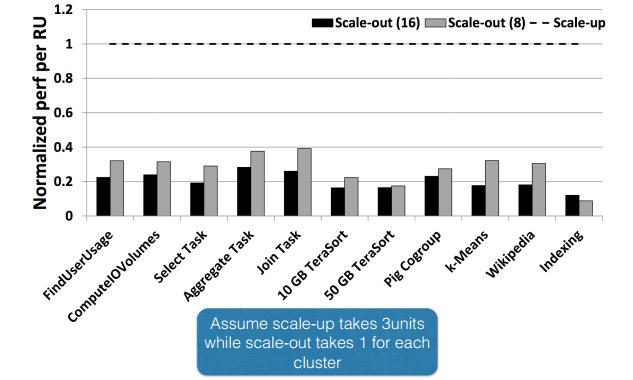 Normalized perf per RU
1.2
1
0.8
0.6
0.4
0.2
0
Scale-out (16) Scale-out (8) Scale-up
FindUserUsage
ComputeIOVolumes
Select Task
Aggregate Task
Join Task
10 GB TeraSort
50 GB TeraSort
Pig Cogroup
k-Means
Wikipedia
Indexing
Assume scale-up takes 3units
while scale-out takes 1 for each
cluster